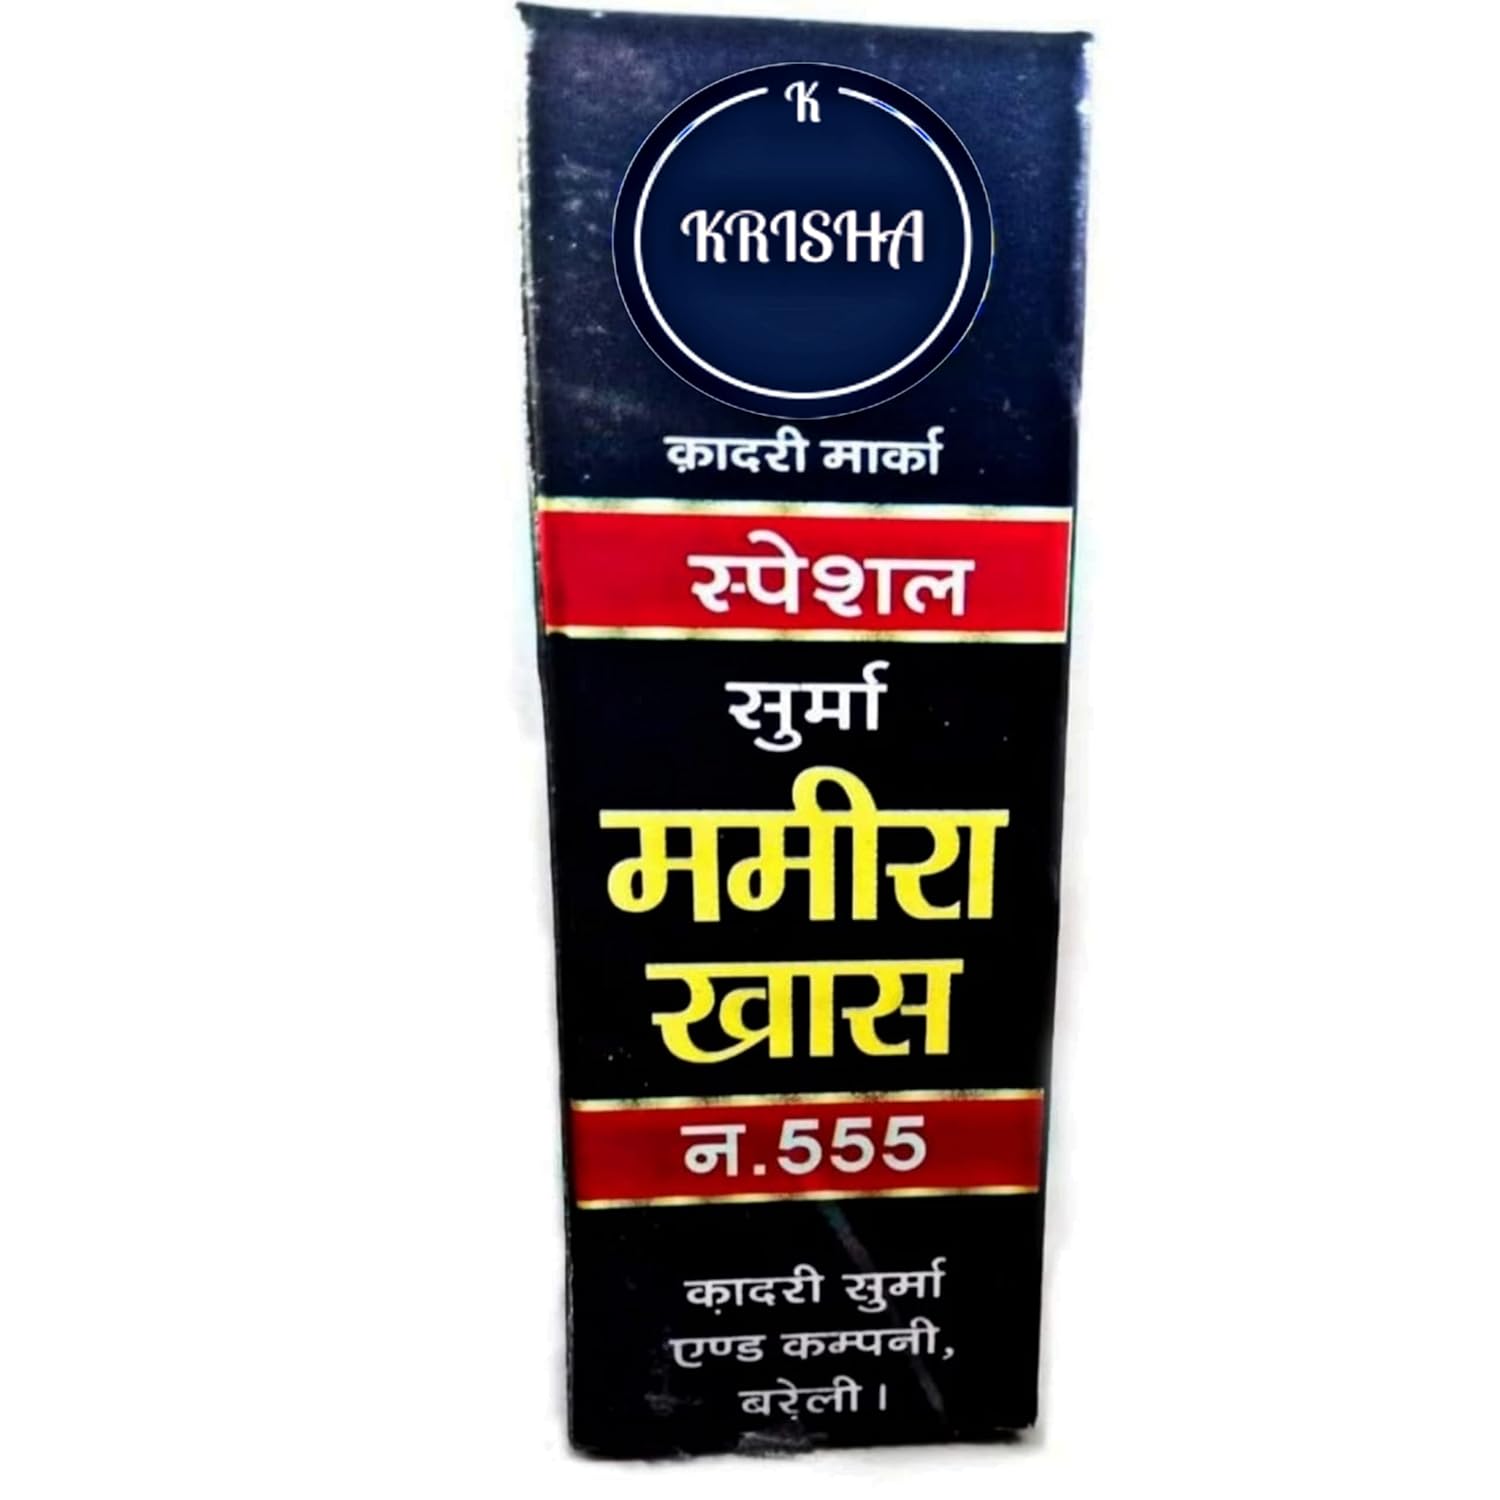 K
KRISHA
क़ादरी मार्का
स्पेशल
सुर्मा
ममीरा
खास
न.555
क़ादरी सुर्मा
एण्ड कम्पनी,
बरेली।